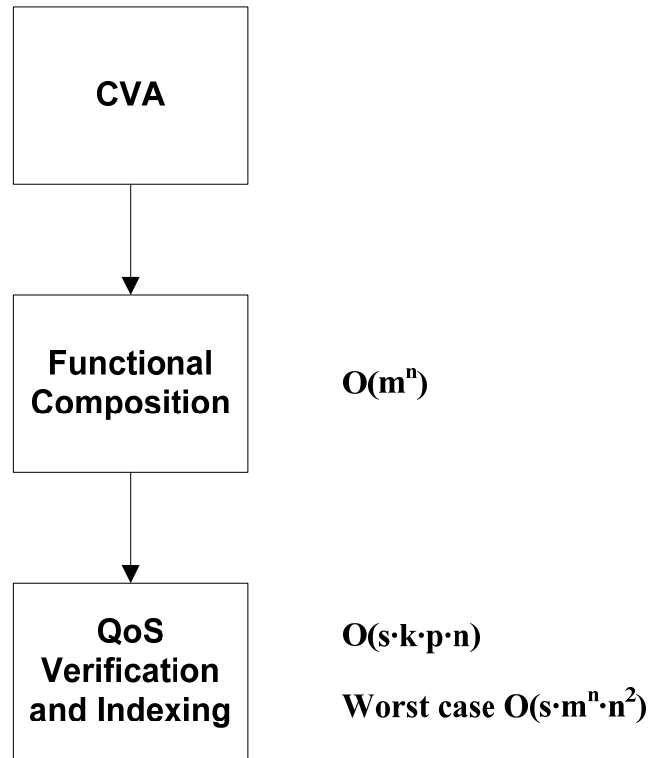 CVA
Functional
Composition
O(mⁿ)
QoS
Verification
and Indexing
O(s·k·p·n)
Worst case O(s·mⁿ·n²)